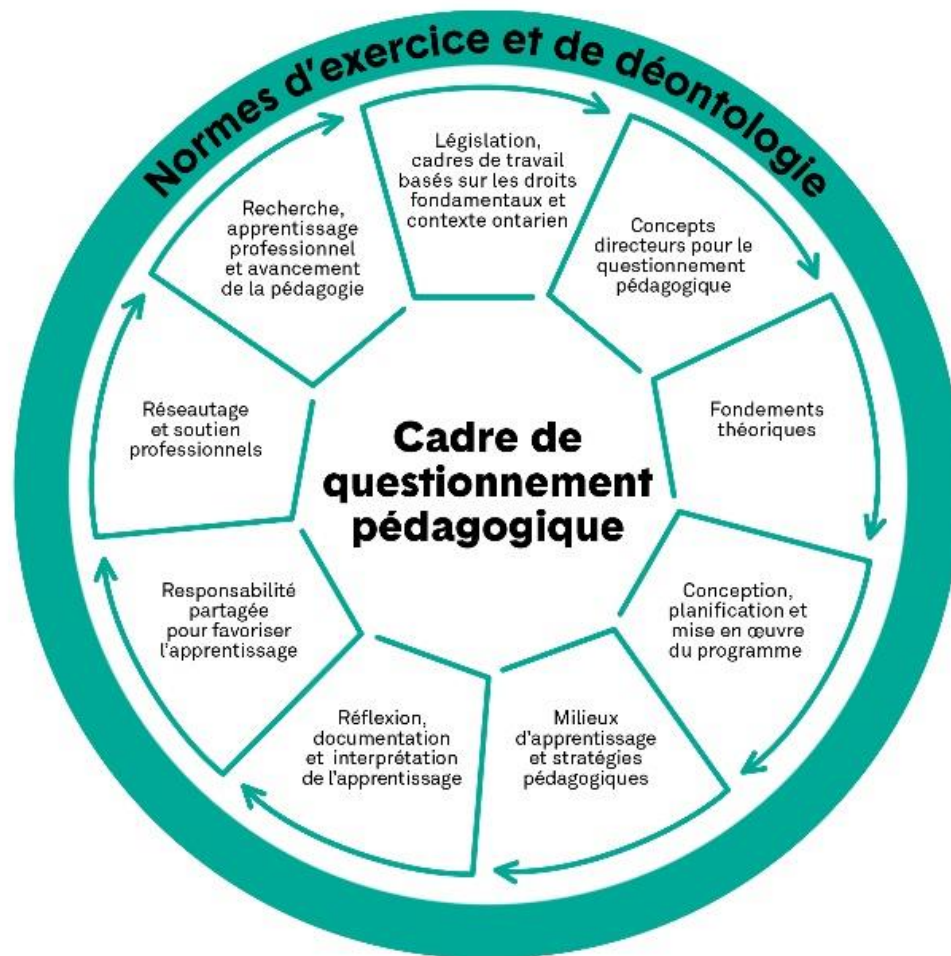 Normes d'exercice et de déontologie
Législation,
cadres de travail
basés sur les droits
fondamentaux et
contexte ontarien
Concepts
directeurs pour le
questionnement
pédagogique
Fondements
théoriques
Conception,
planification et
mise en œuvre
du programme
Milieux
d'apprentissage
et stratégies
pédagogiques
Réflexion,
documentation
et interprétation
de l'apprentissage
Responsabilité
partagée
pour favoriser
l'apprentissage
Réseautage
et soutien
professionnels
Recherche,
apprentissage
professionnel
et avancement
de la pédagogie
Cadre de
questionnement
pédagogique